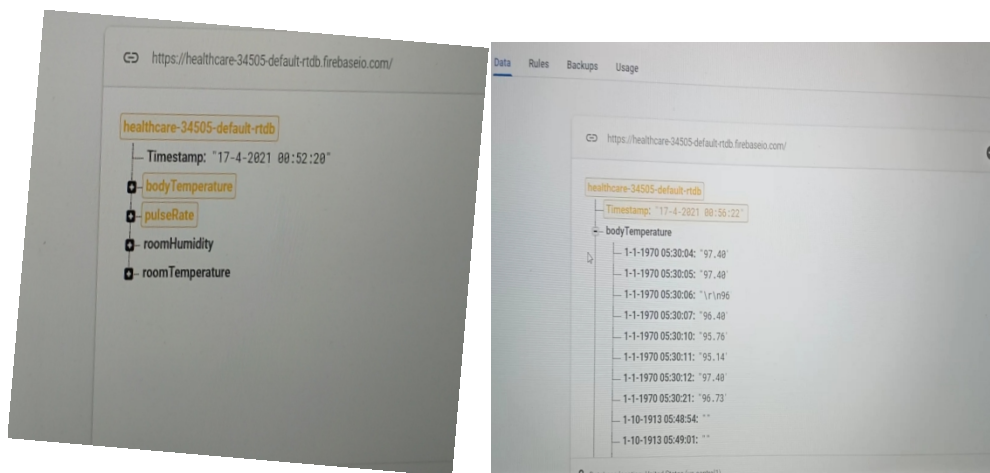 https://healthcare-34505-default-rtdb.firebaseio.com/
healthcare-34505-default-rtdb
Timestamp: "17-4-2021 00:52:20"
bodyTemperature
pulseRate
roomHumidity
roomTemperature
Data Rules Backups Usage
https://healthcare-34505-default-rtdb.firebaseio.com/
healthcare-34505-default-rtdb
Timestamp: "17-4-2021 00:56:22"
bodyTemperature
1-1-1970 05:30:04: "97.40'
1-1-1970 05:30:05: "97.40'
1-1-1970 05:30:06: "\r\n96
1-1-1970 05:30:07: "96.40'
1-1-1970 05:30:10: "95.76'
1-1-1970 05:30:11: "95.14'
1-1-1970 05:30:12: "97.40'
1-1-1970 05:30:21: "96.73'
1-10-1913 05:48:54: ""
1-10-1913 05:49:01: ""